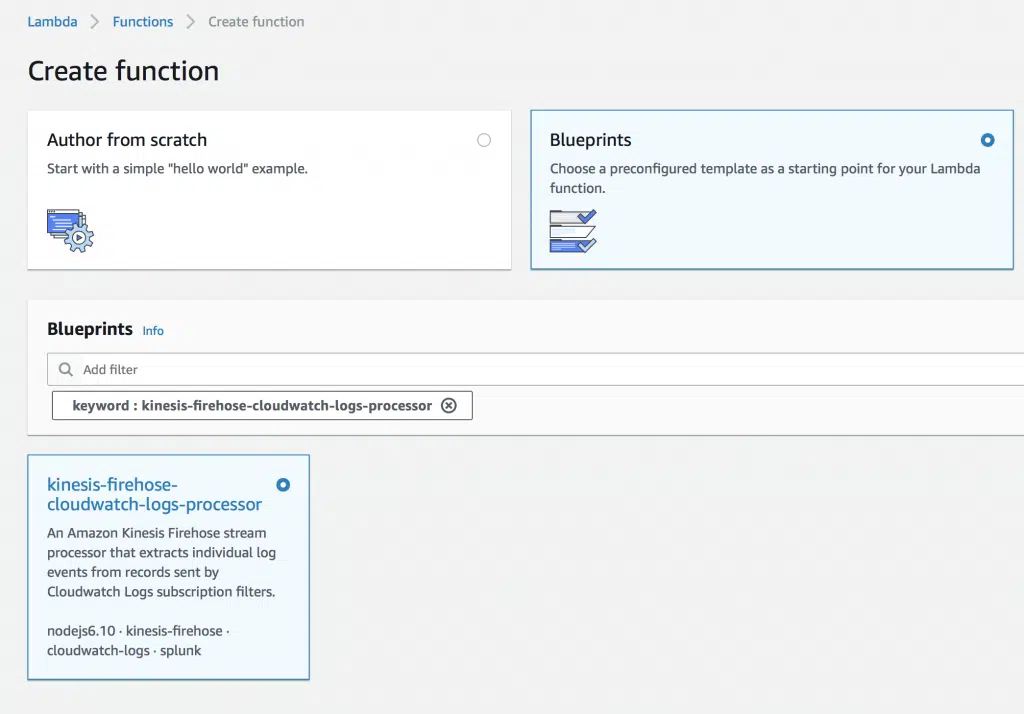 Lambda > Functions > Create function
Create function
Author from scratch
Start with a simple "hello world" example.
Blueprints
Choose a preconfigured template as a starting point for your Lambda
function.
Blueprints Info
Add filter
keyword : kinesis-firehose-cloudwatch-logs-processor
kinesis-firehose-
cloudwatch-logs-processor
An Amazon Kinesis Firehose stream
processor that extracts individual log
events from records sent by
Cloudwatch Logs subscription filters.
nodejs6.10 · kinesis-firehose ·
cloudwatch-logs · splunk